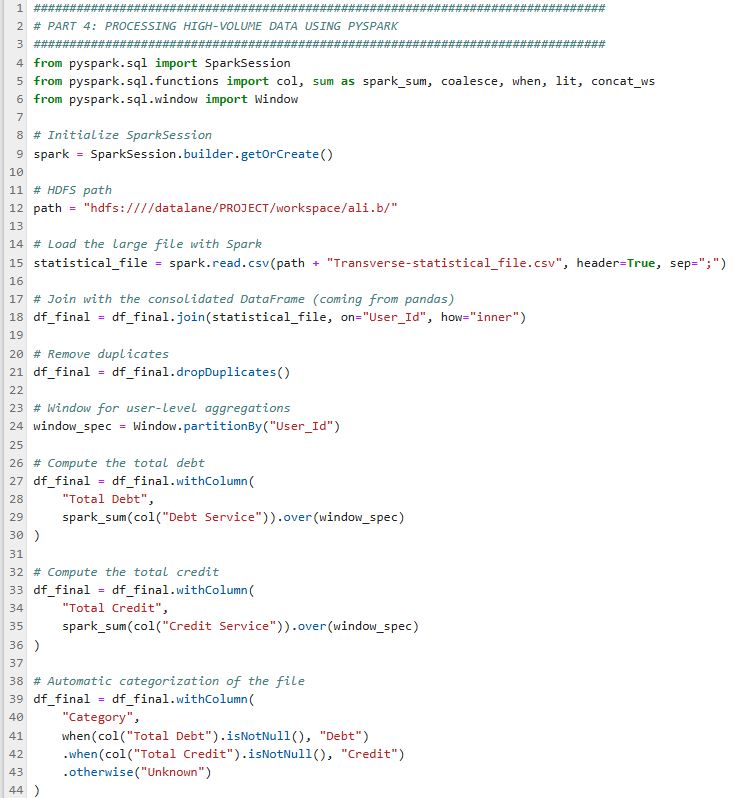 1 ################################################################################
2 # PART 4: PROCESSING HIGH-VOLUME DATA USING PYSPARK
3 ################################################################################
4 from pyspark.sql import SparkSession
5 from pyspark.sql.functions import col, sum as spark_sum, coalesce, when, lit, concat_ws
6 from pyspark.sql.window import Window
7
8 # Initialize SparkSession
9 spark = SparkSession.builder.getOrCreate()
10
11 # HDFS path
12 path = "hdfs:////datalane/PROJECT/workspace/ali.b/"
13
14 # Load the large file with Spark
15 statistical_file = spark.read.csv(path + "Transverse-statistical_file.csv", header=True, sep=";")
16
17 # Join with the consolidated DataFrame (coming from pandas)
18 df_final = df_final.join(statistical_file, on="User_Id", how="inner")
19
20 # Remove duplicates
21 df_final = df_final.dropDuplicates()
22
23 # Window for user-level aggregations
24 window_spec = Window.partitionBy("User_Id")
25
26 # Compute the total debt
27 df_final = df_final.withColumn(
28     "Total Debt",
29     spark_sum(col("Debt Service")).over(window_spec)
30 )
31
32 # Compute the total credit
33 df_final = df_final.withColumn(
34     "Total Credit",
35     spark_sum(col("Credit Service")).over(window_spec)
36 )
37
38 # Automatic categorization of the file
39 df_final = df_final.withColumn(
40     "Category",
41     when(col("Total Debt").isNotNull(), "Debt")
42     .when(col("Total Credit").isNotNull(), "Credit")
43     .otherwise("Unknown")
44 )